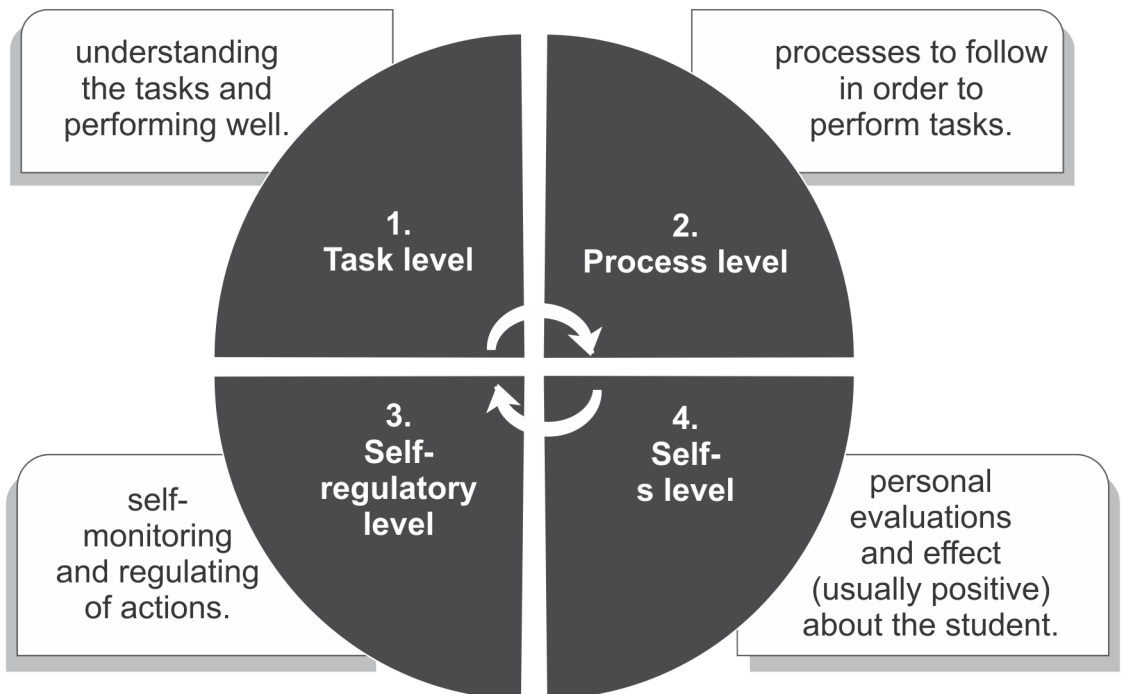 understanding
the tasks and
performing well.
processes to follow
in order to
perform tasks.
1.
Task level
2.
Process level
3.
Self-
regulatory
level
4.
Self-
s level
self-
monitoring
and regulating
of actions.
personal
evaluations
and effect
(usually positive)
about the student.